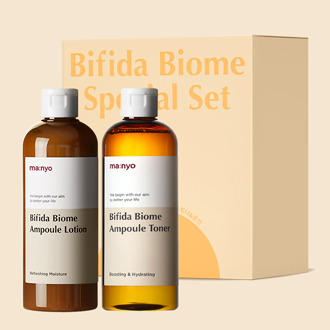 Bifida Biome
Special Set
ma:nyo
We begin with our aim
to better your life
Bifida Biome
Ampoule Lotion
Refreshing Moisture
ma:nyo
We begin with our aim
to better your life
Bifida Biome
Ampoule Toner
Boosting & Hydrating